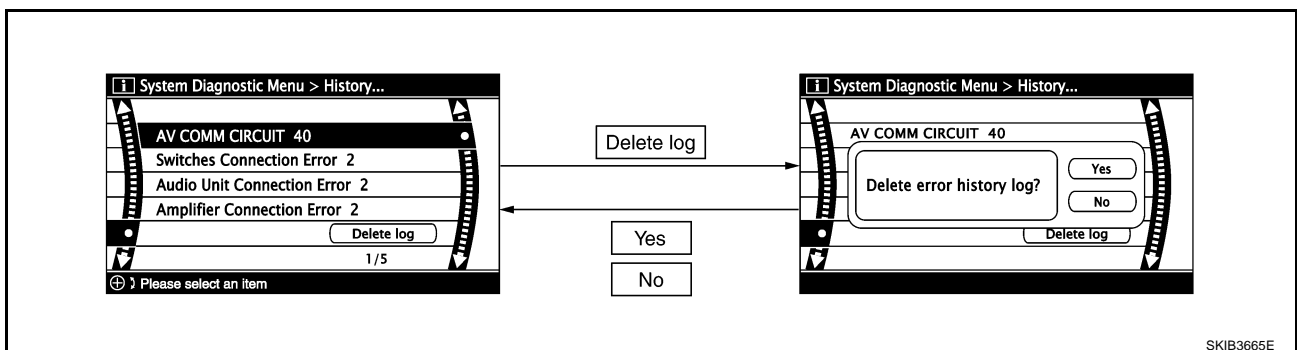 i System Diagnostic Menu > History...
AV COMM CIRCUIT 40
Switches Connection Error 2
Audio Unit Connection Error 2
Amplifier Connection Error 2
Delete log
1/5
Please select an item
Delete log
Yes
No
i System Diagnostic Menu > History...
AV COMM CIRCUIT 40
Delete error history log?
Yes
No
Delete log
SKIB3665E